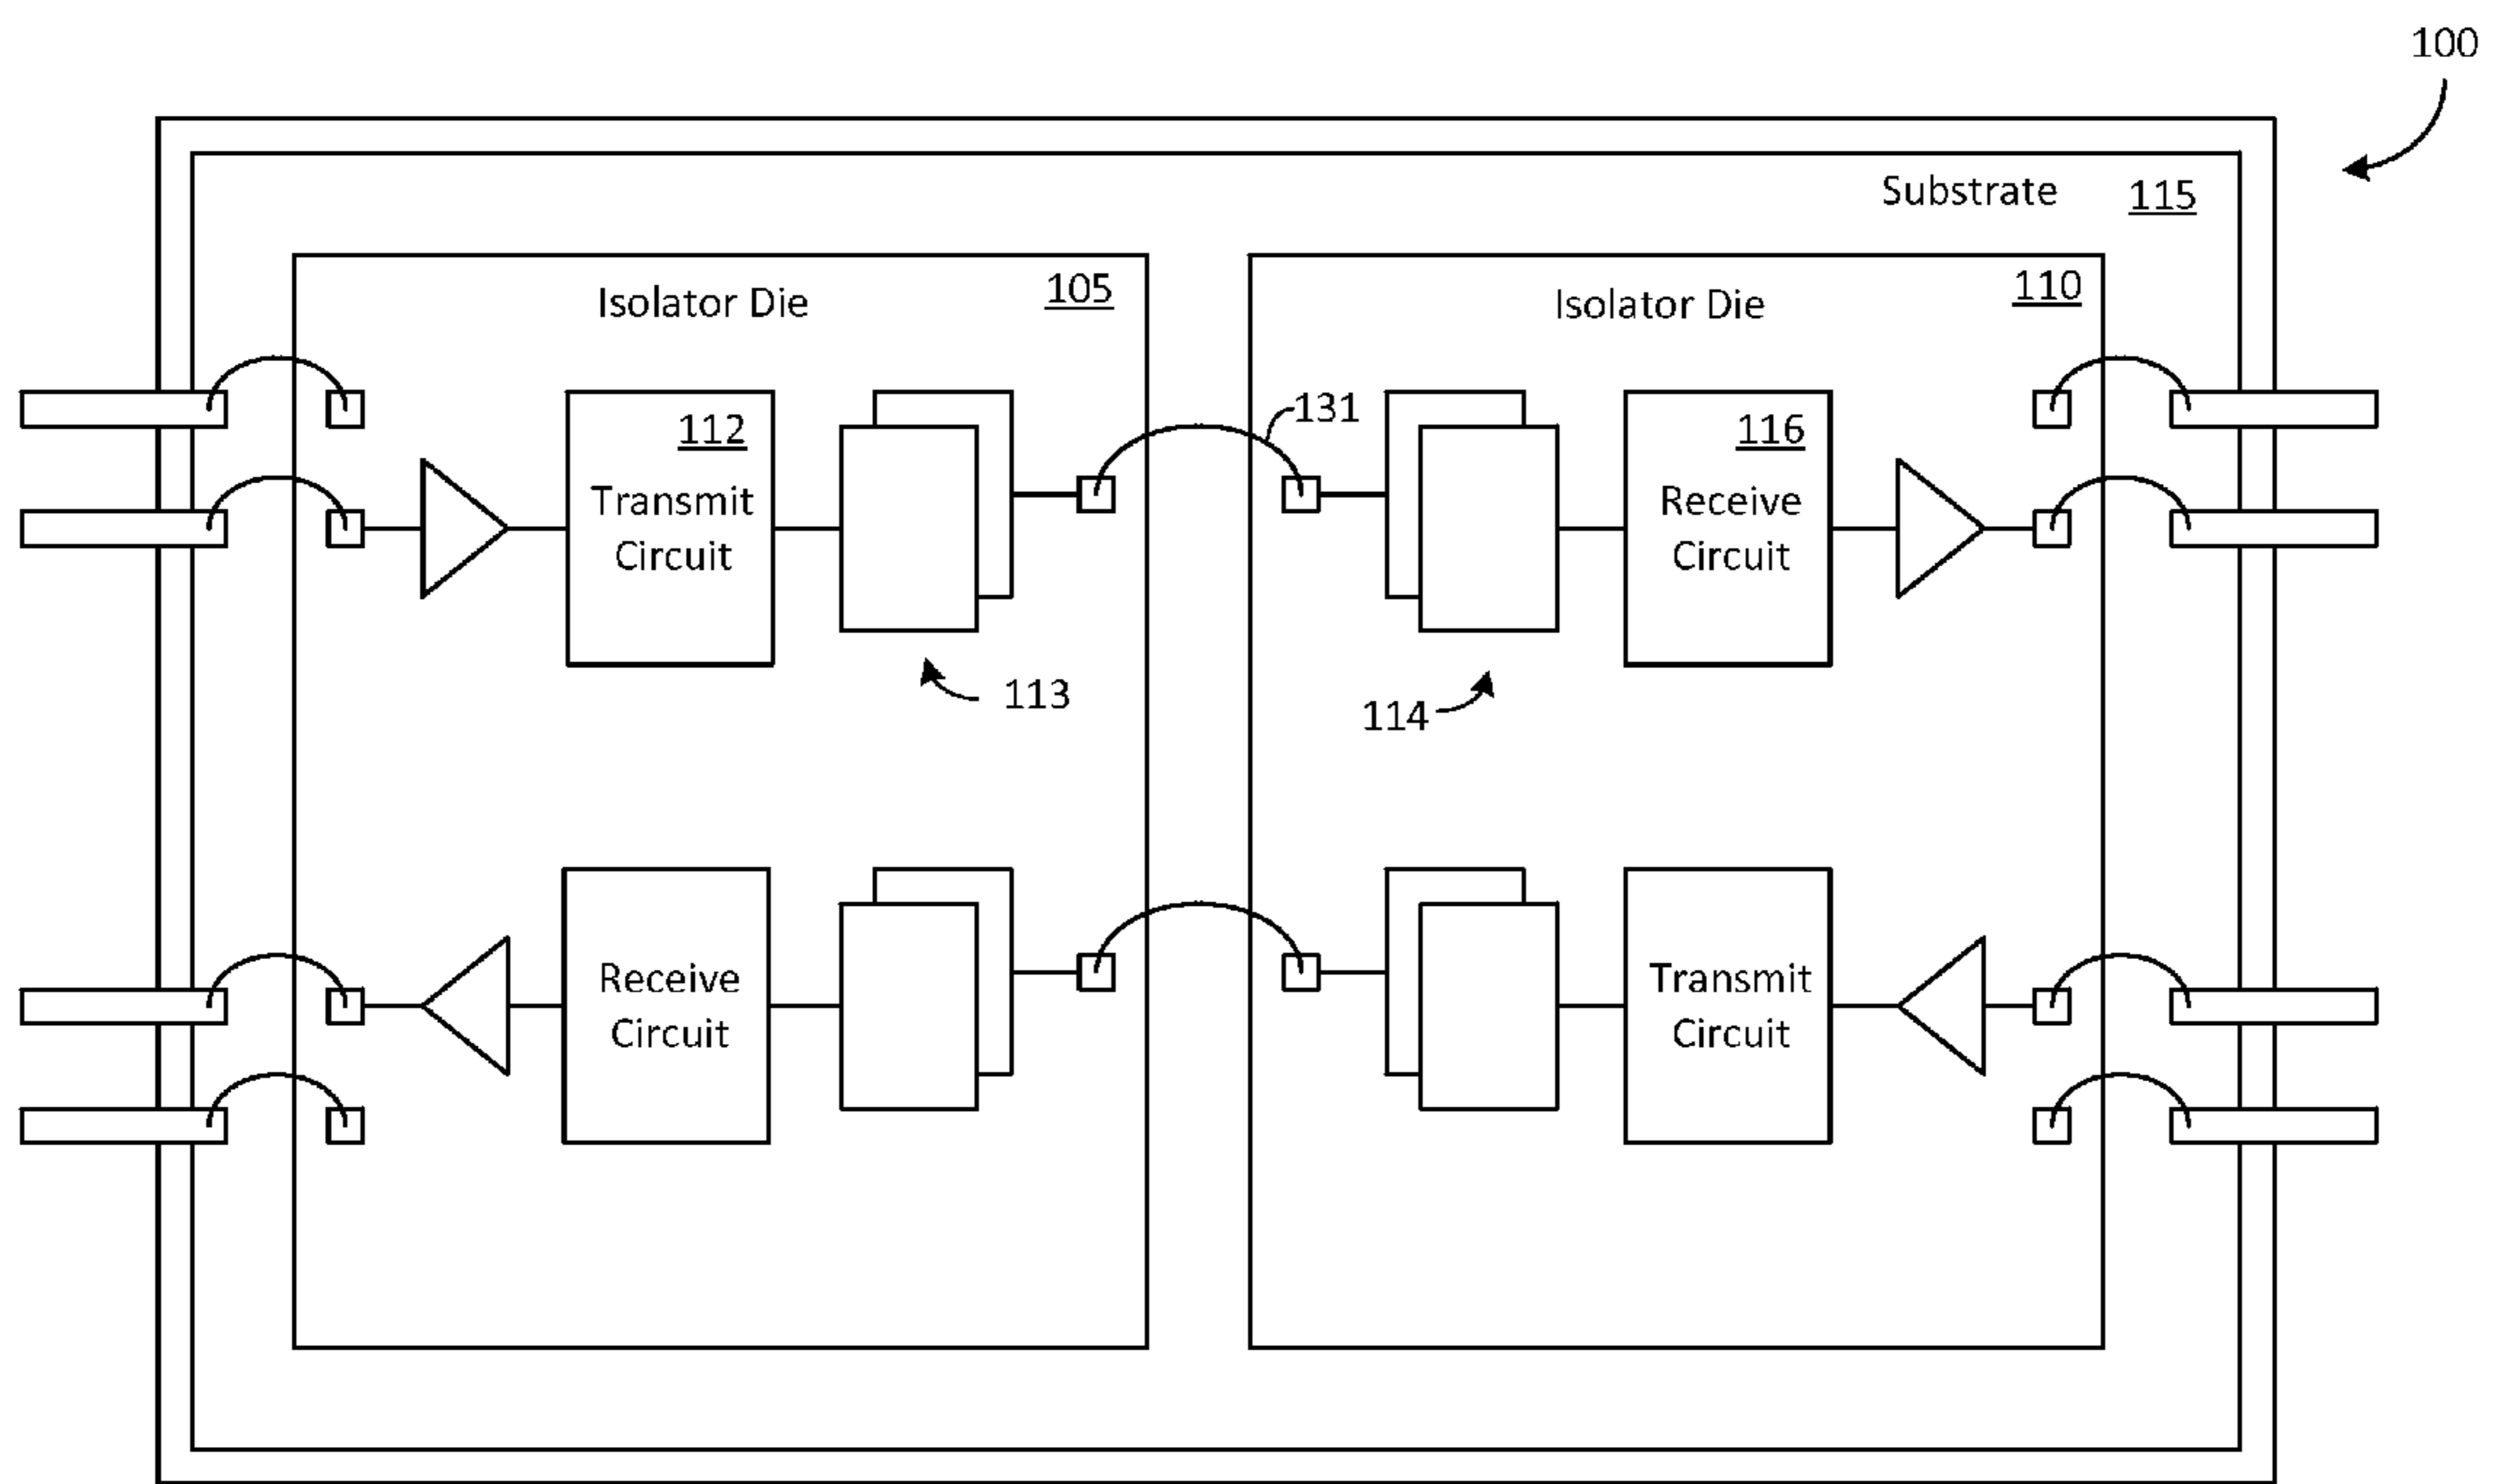 100
Substrate 115
Isolator Die 105
Isolator Die 110
131
112
Transmit
Circuit
116
Receive
Circuit
113
114
Receive
Circuit
Transmit
Circuit